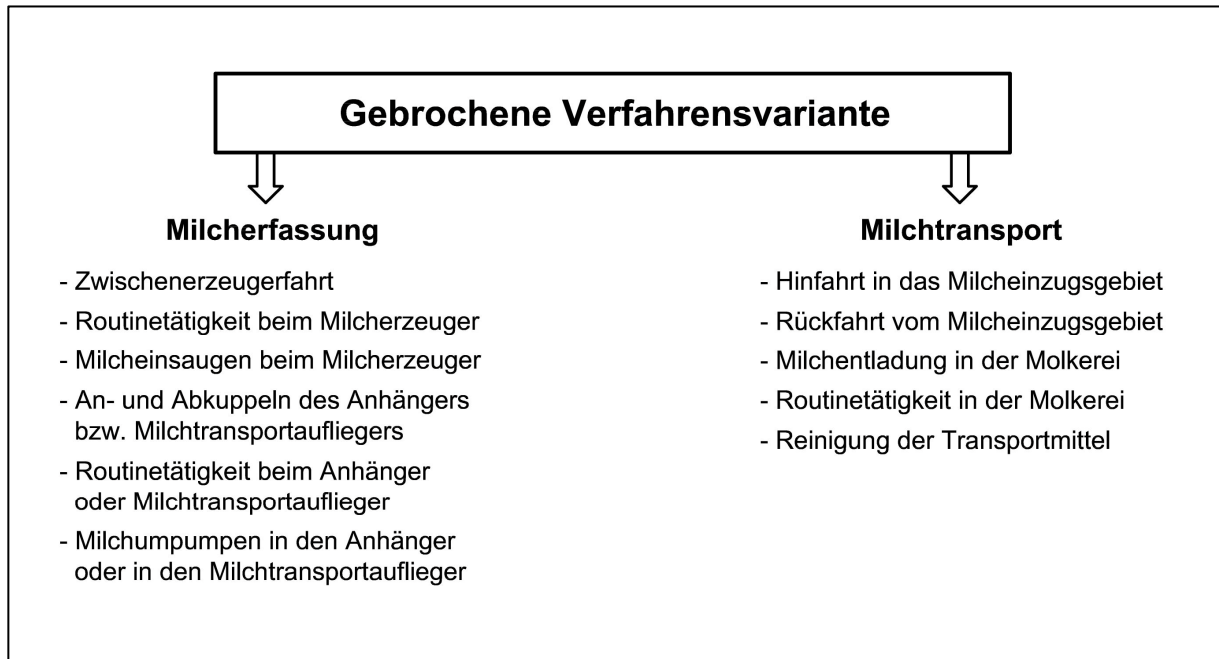 Gebrochene Verfahrensvariante
Milcherfassung
- Zwischenerzeugerfahrt
- Routinetätigkeit beim Milcherzeuger
- Milcheinsaugen beim Milcherzeuger
- An- und Abkuppeln des Anhängers
bzw. Milchtransportaufliegers
- Routinetätigkeit beim Anhänger
oder Milchtransportauflieger
- Milchumpumpen in den Anhänger
oder in den Milchtransportauflieger
Milchtransport
- Hinfahrt in das Milcheinzugsgebiet
- Rückfahrt vom Milcheinzugsgebiet
- Milchentladung in der Molkerei
- Routinetätigkeit in der Molkerei
- Reinigung der Transportmittel